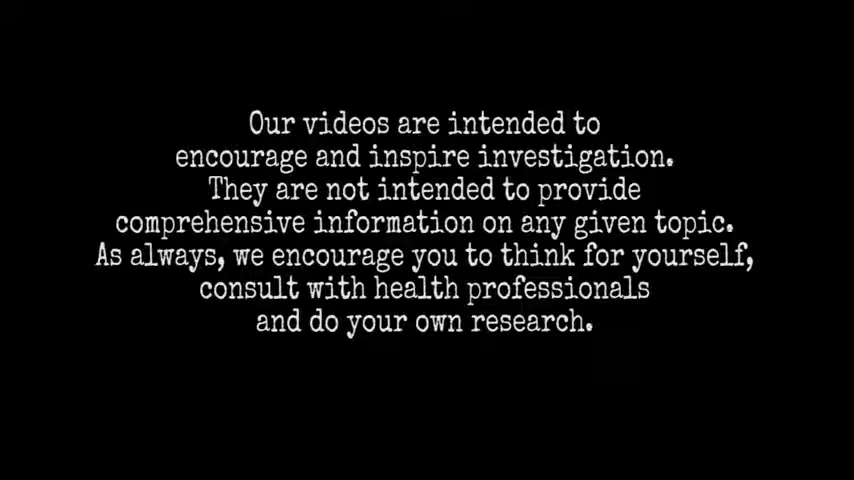 Our videos are intended to
encourage and inspire investigation.
They are not intended to provide
comprehensive information on any given topic.
As always, we encourage you to think for yourself,
consult with health professionals
and do your own research.